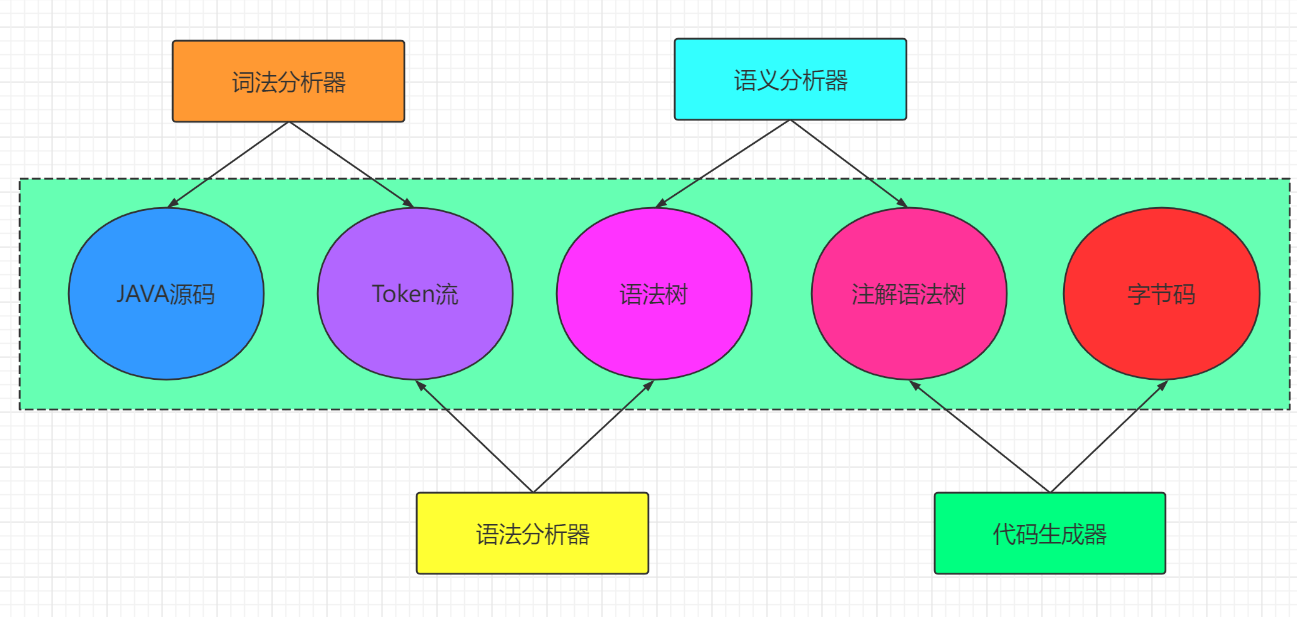 词法分析器
语义分析器
JAVA源码
Token流
语法树
注解语法树
字节码
语法分析器
代码生成器